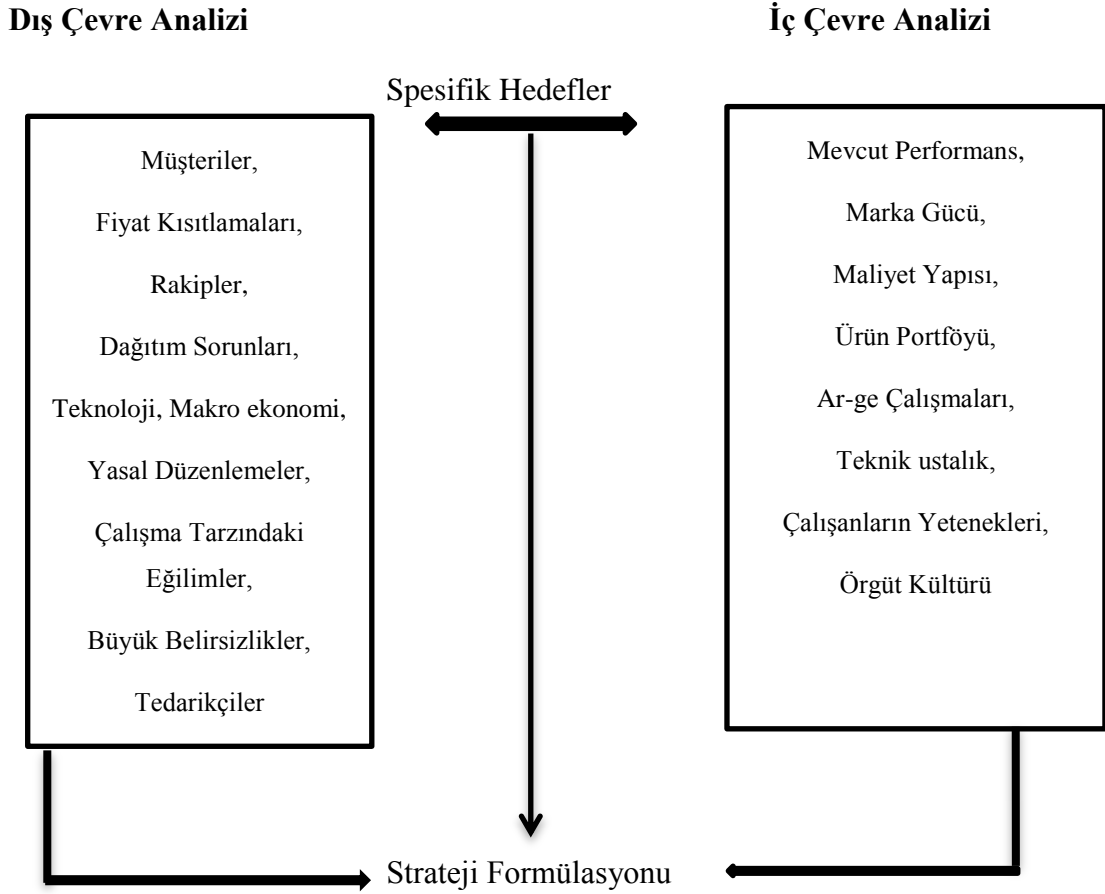 Dış Çevre Analizi
İç Çevre Analizi
Spesifik Hedefler
Müşteriler,
Fiyat Kısıtlamaları,
Rakipler,
Dağıtım Sorunları,
Teknoloji, Makro ekonomi,
Yasal Düzenlemeler,
Çalışma Tarzındaki
Eğilimler,
Büyük Belirsizlikler,
Tedarikçiler
Mevcut Performans,
Marka Gücü,
Maliyet Yapısı,
Ürün Portföyü,
Ar-ge Çalışmaları,
Teknik ustalık,
Çalışanların Yetenekleri,
Örgüt Kültürü
Strateji Formülasyonu